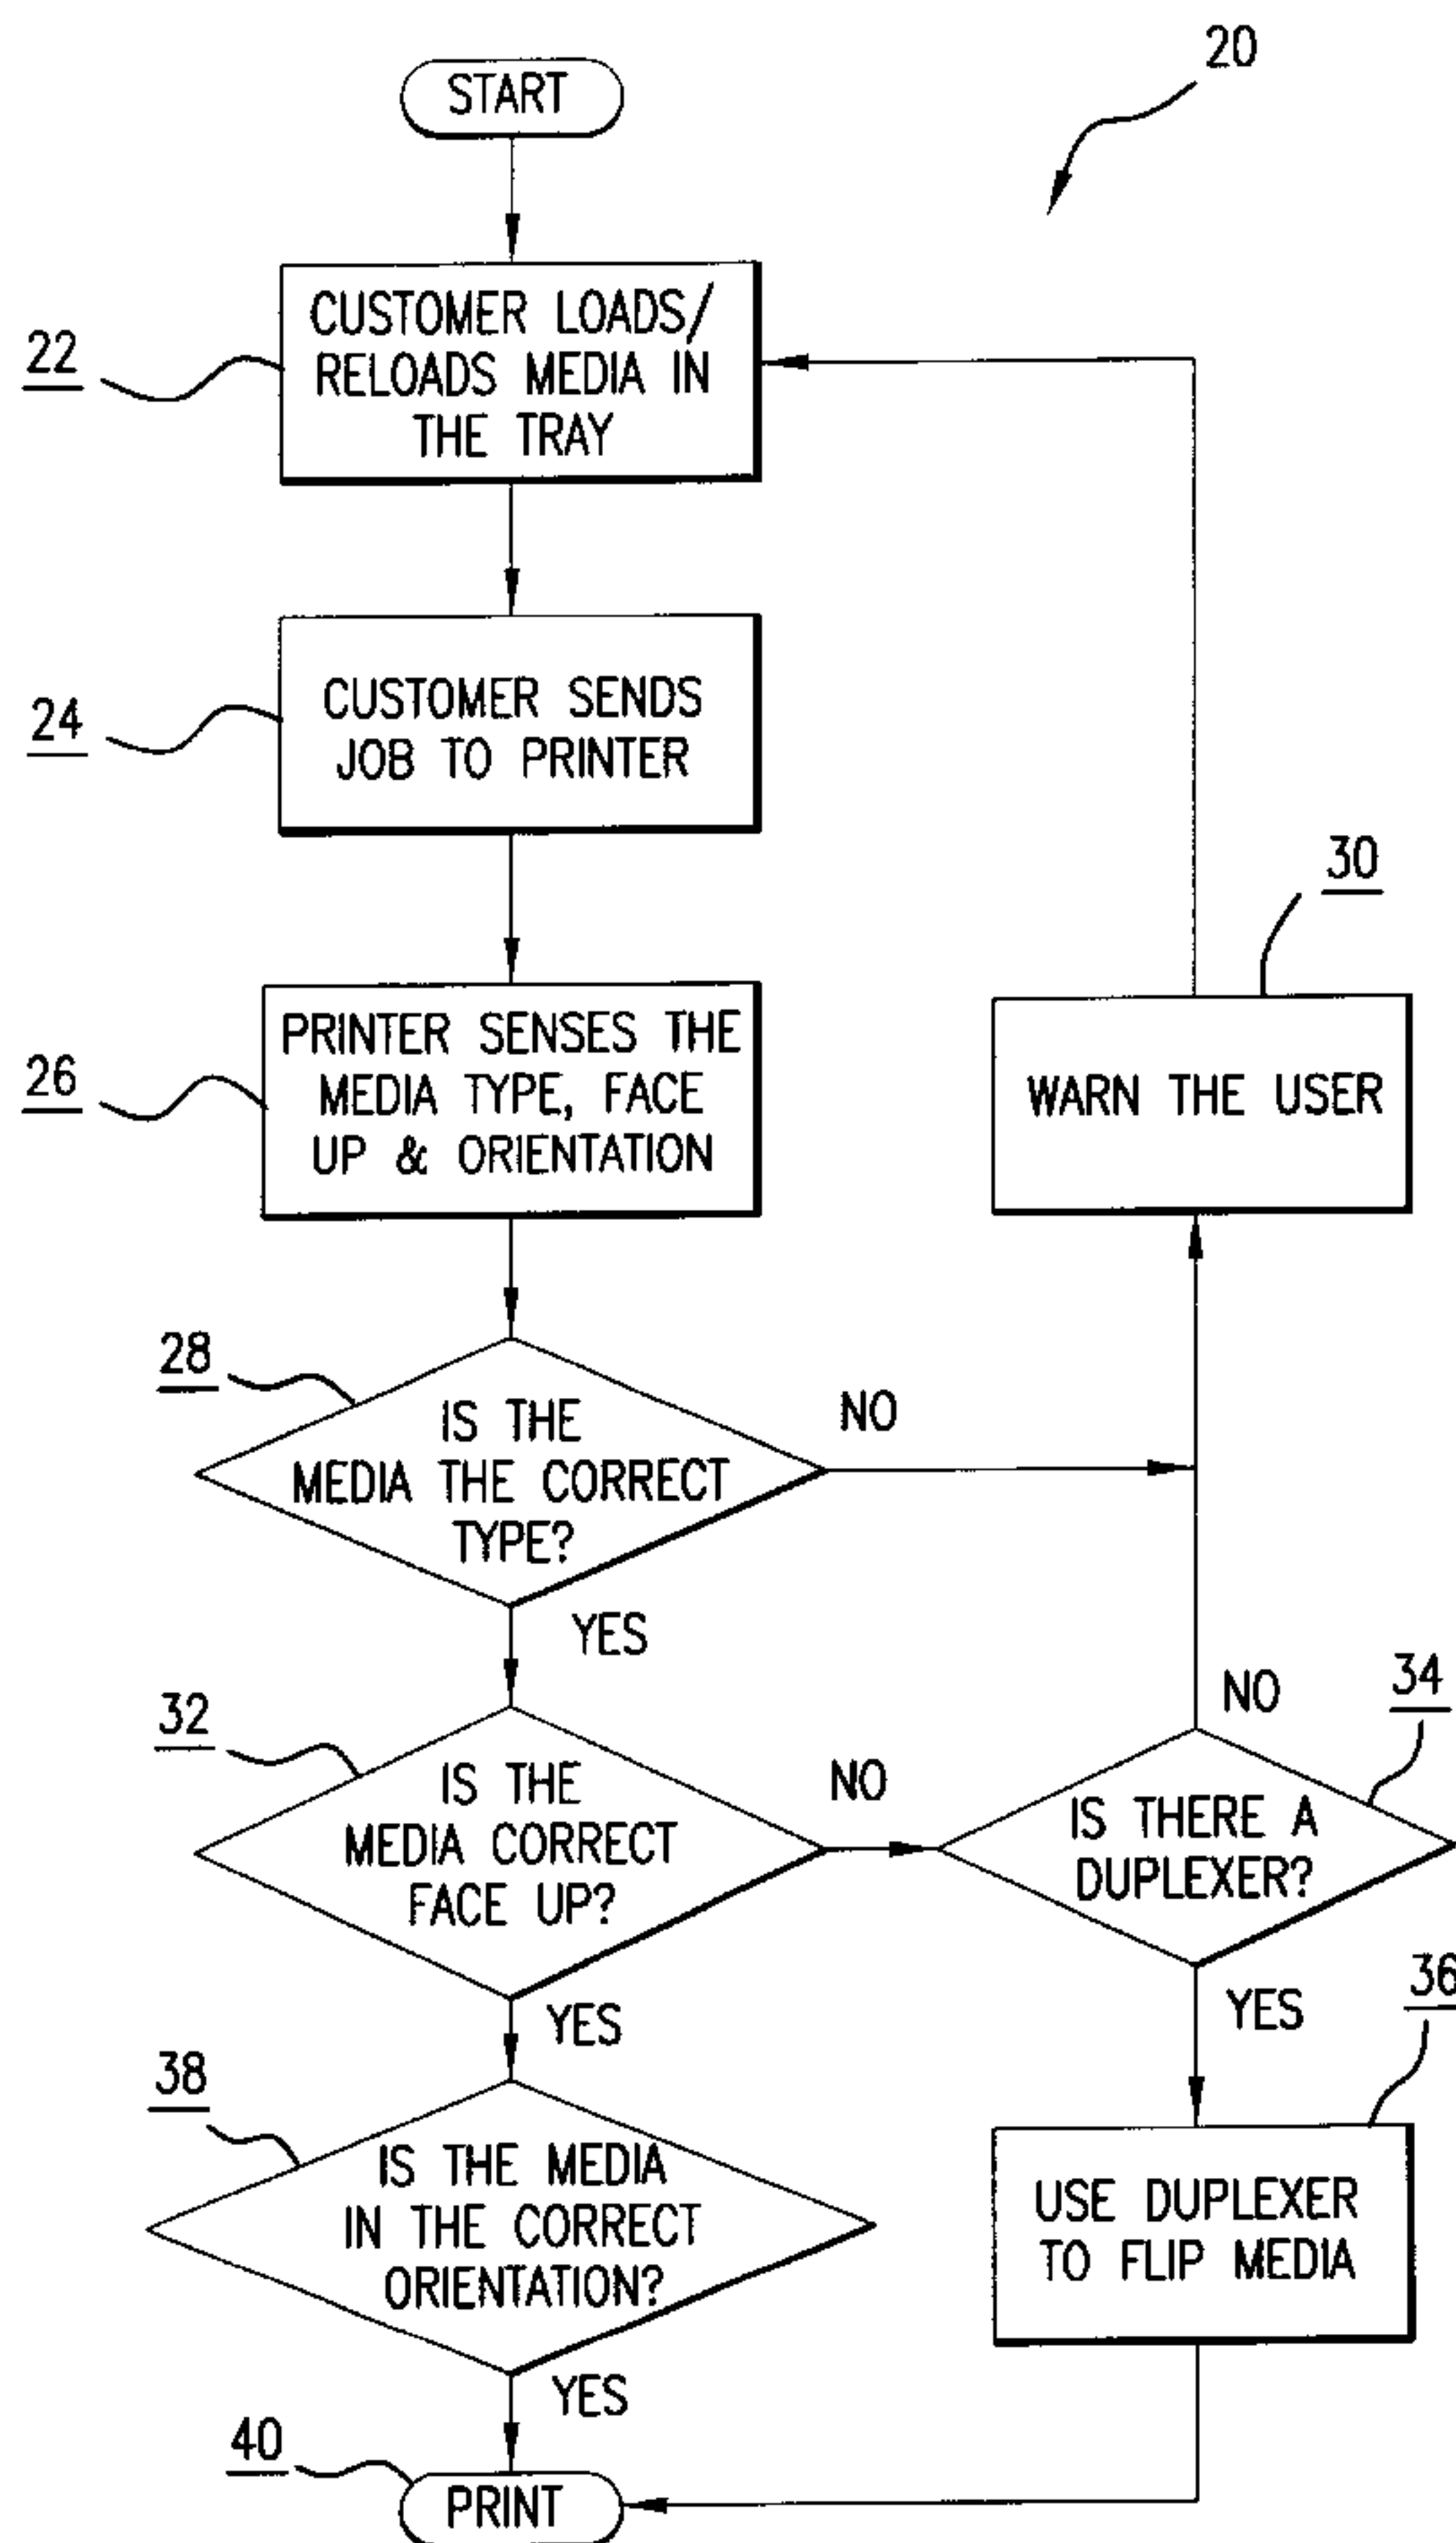 20
START
22
CUSTOMER LOADS/
RELOADS MEDIA IN
THE TRAY
24
CUSTOMER SENDS
JOB TO PRINTER
26
PRINTER SENSES THE
MEDIA TYPE, FACE
UP & ORIENTATION
30
WARN THE USER
28
IS THE
MEDIA THE CORRECT
TYPE?
NO
YES
32
IS THE
MEDIA CORRECT
FACE UP?
NO
YES
34
NO
IS THERE A
DUPLEXER?
YES
36
USE DUPLEXER
TO FLIP MEDIA
38
IS THE MEDIA
IN THE CORRECT
ORIENTATION?
YES
40
PRINT